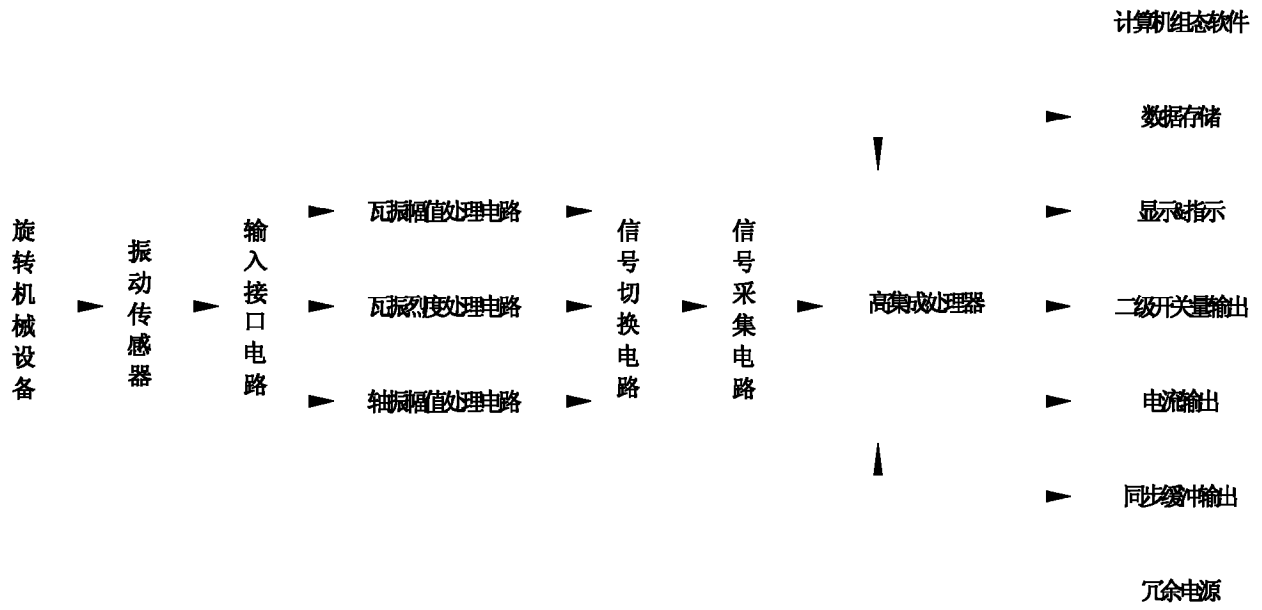 旋转机械设备
振动传感器
输入接口电路
瓦振幅值处理电路
瓦振烈度处理电路
轴振幅值处理电路
信号切换电路
信号采集电路
高集成处理器
计算机组态软件
数据存储
显示&指示
二级开关量输出
电流输出
同步缓冲输出
冗余电源